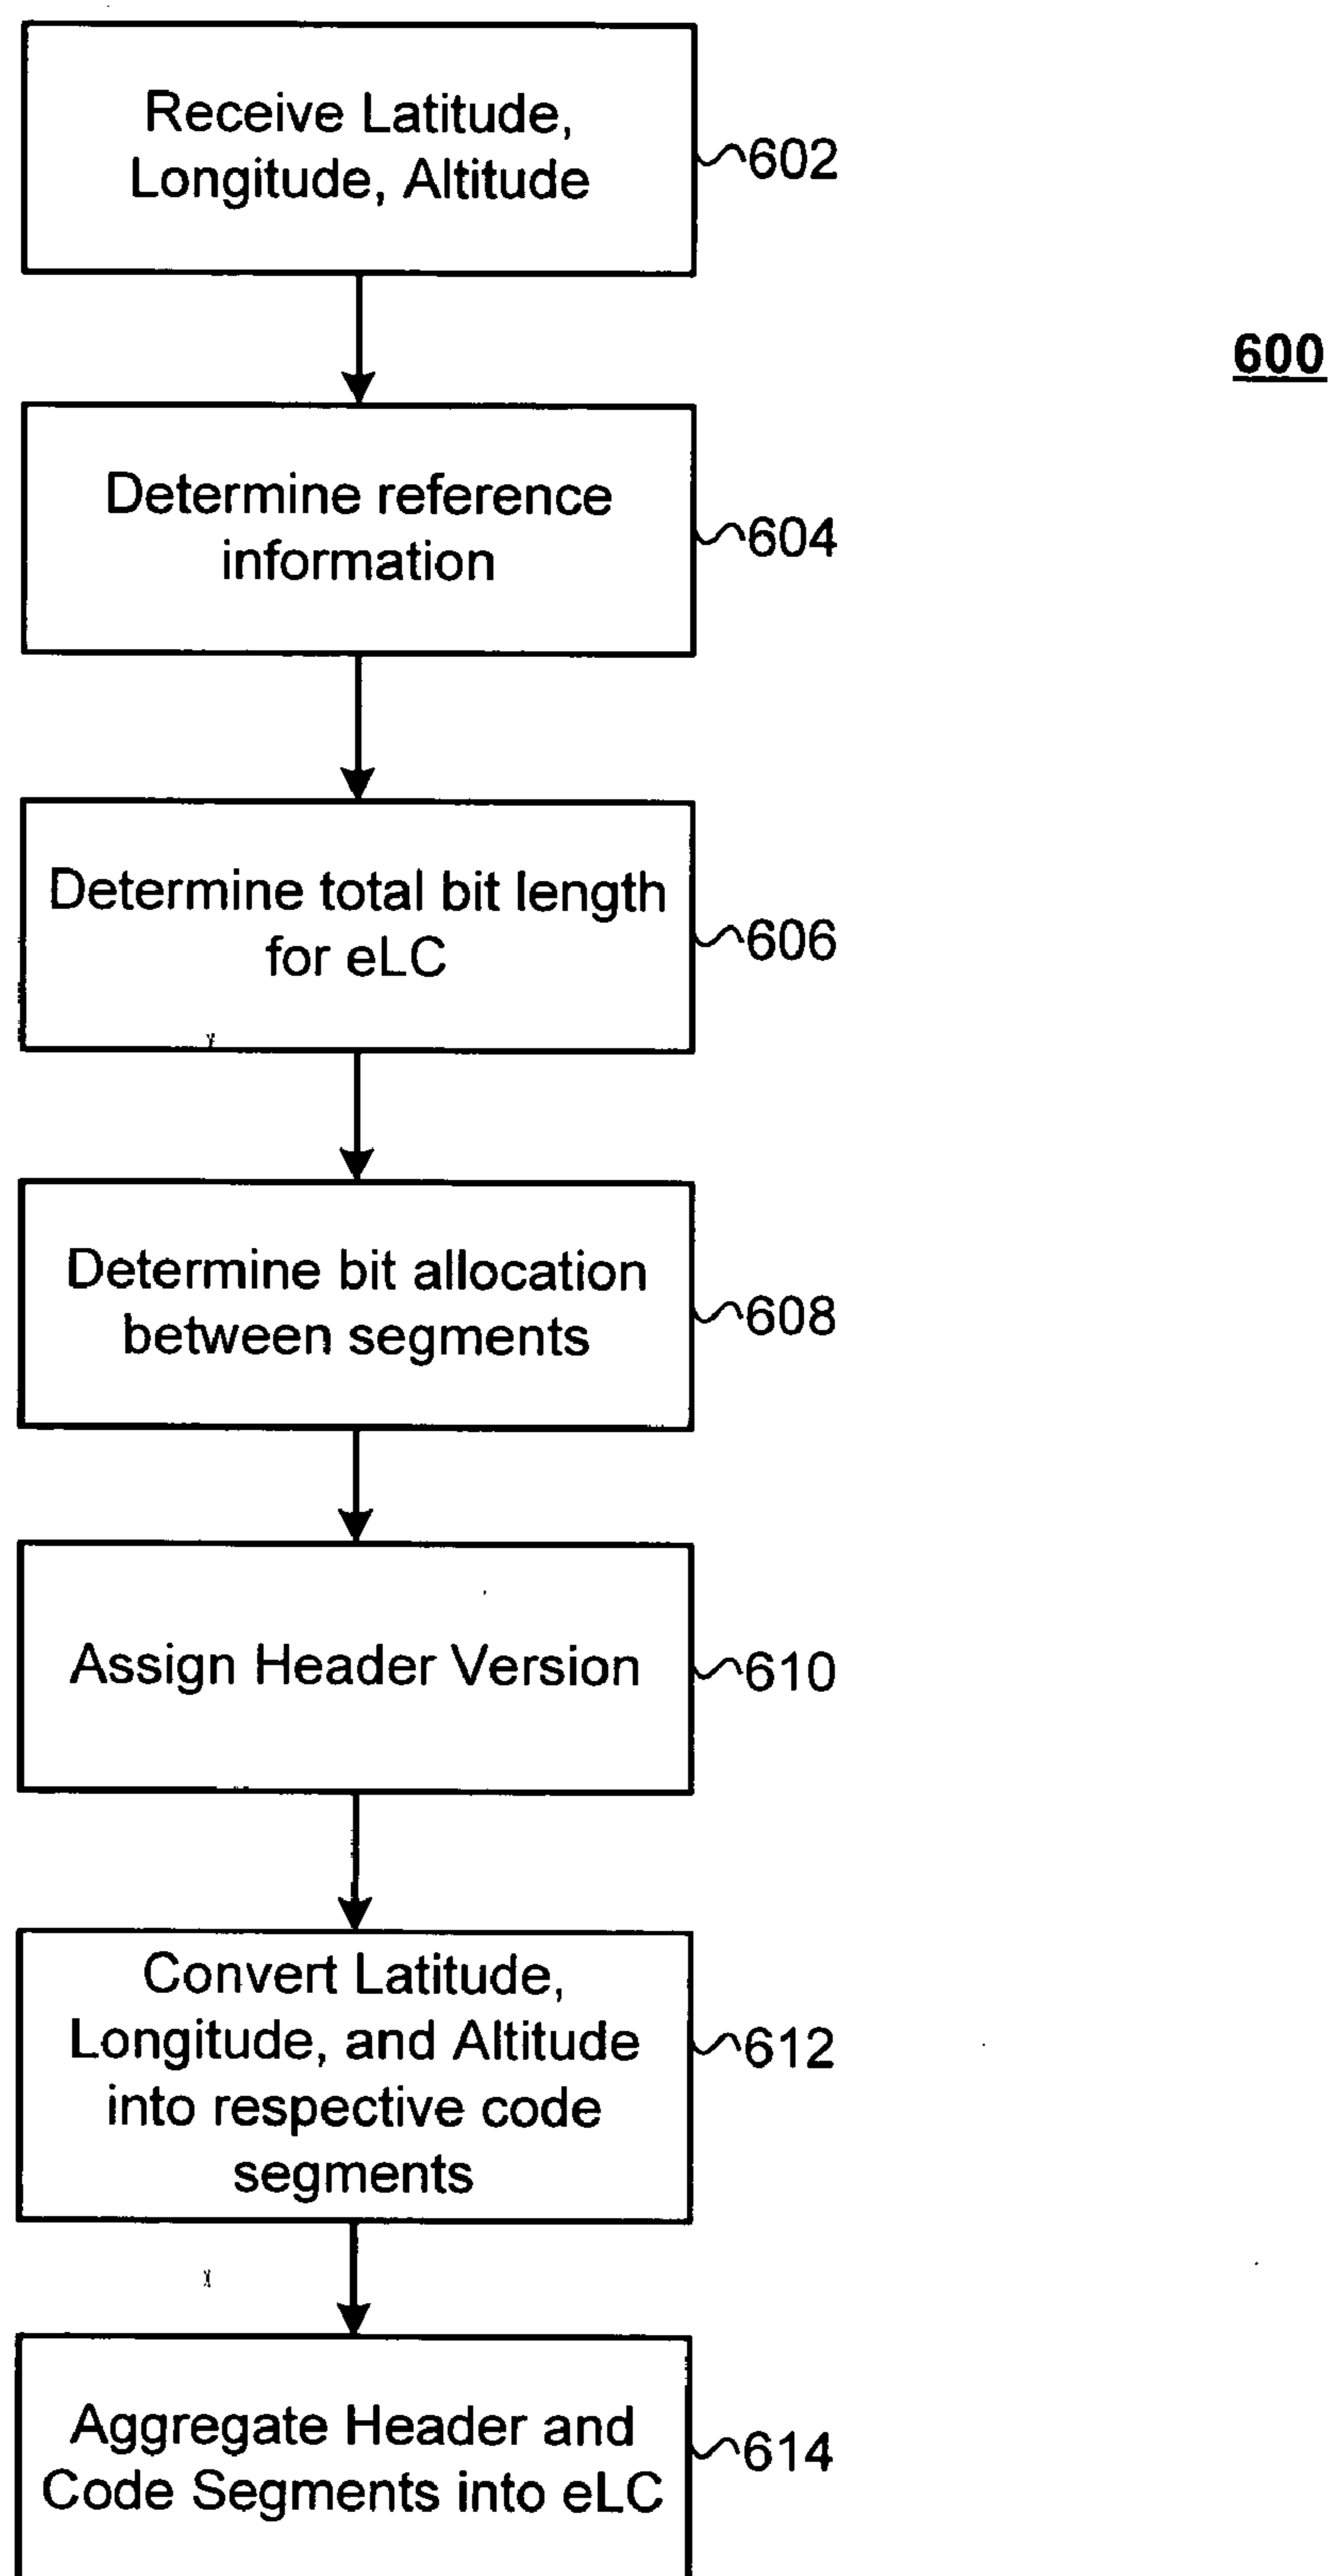 Receive Latitude,
Longitude, Altitude
602
600
Determine reference
information
604
Determine total bit length
for eLC
606
Determine bit allocation
between segments
608
Assign Header Version
610
Convert Latitude,
Longitude, and Altitude
into respective code
segments
612
Aggregate Header and
Code Segments into eLC
614